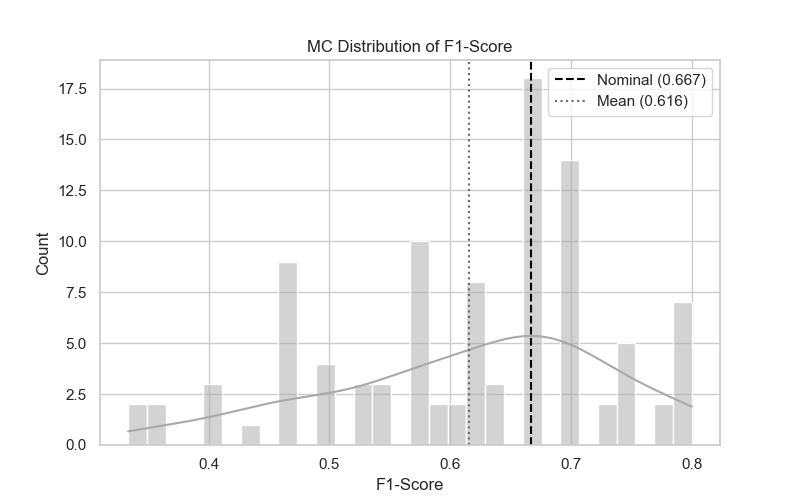 MC Distribution of F1-Score
Nominal (0.667)
Mean (0.616)
17.5
15.0
12.5
10.0
7.5
5.0
2.5
0.0
Count
0.4 0.5 0.6 0.7 0.8
F1-Score